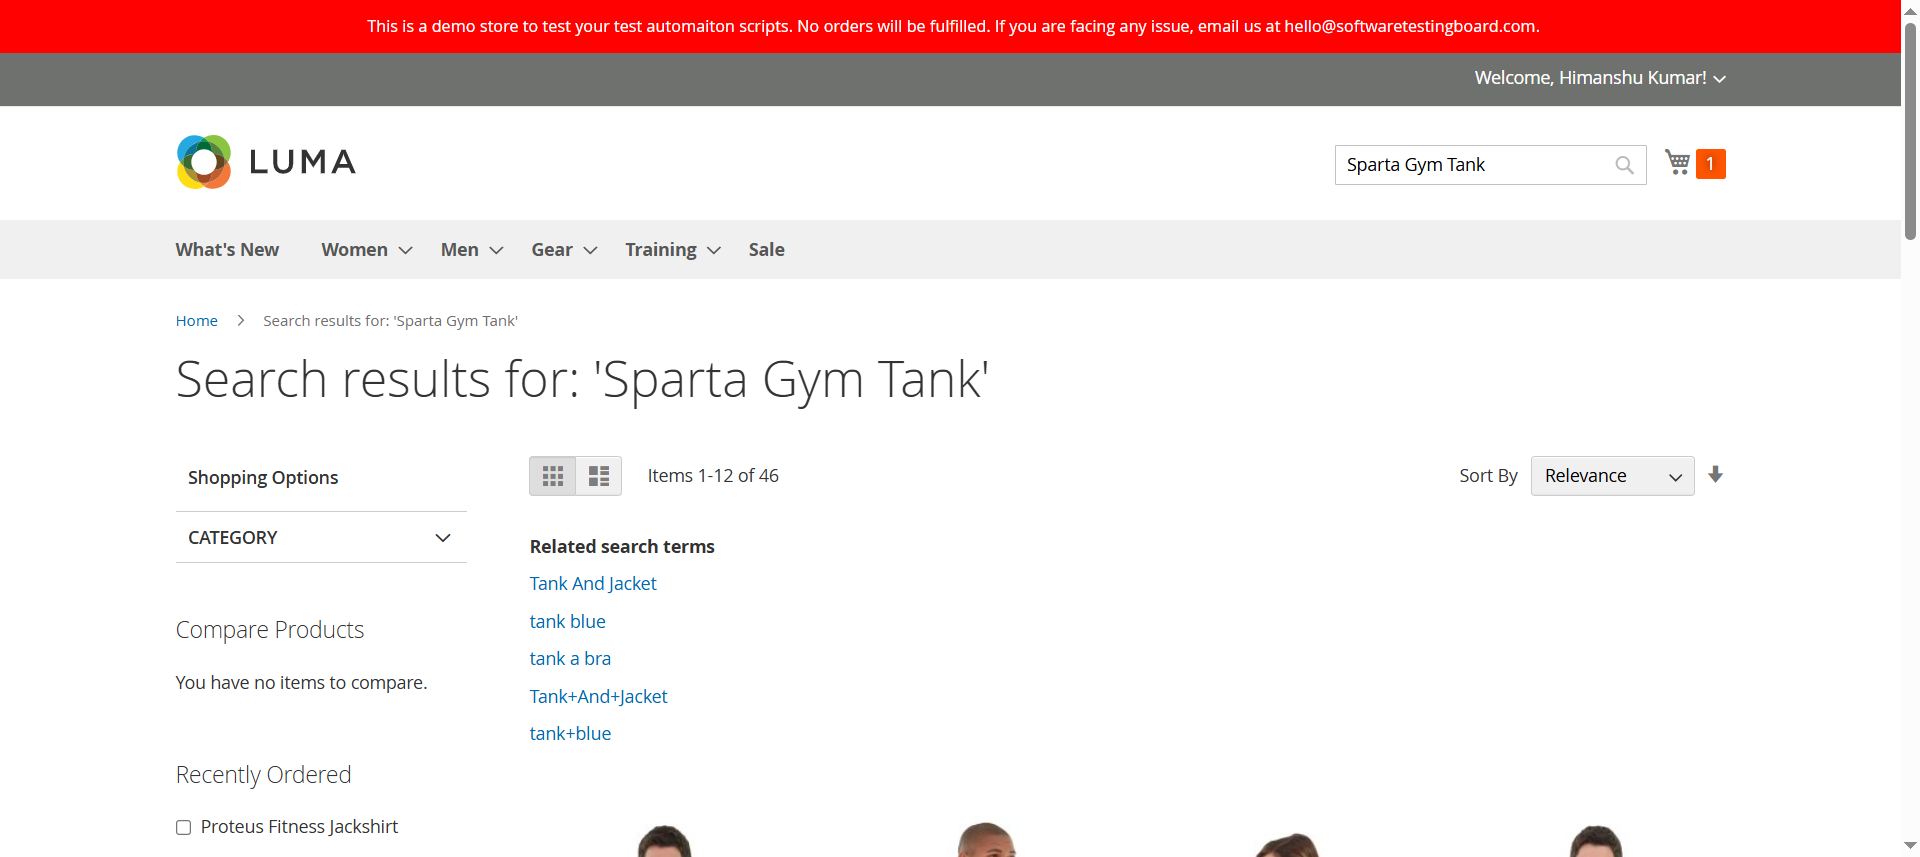 This is a demo store to test your test automaiton scripts. No orders will be fulfilled. If you are facing any issue, email us at hello@softwaretestingboard.com.
Welcome, Himanshu Kumar!
LUMA
Sparta Gym Tank
1
What's New Women Men Gear Training Sale
Home Search results for: 'Sparta Gym Tank'
Search results for: 'Sparta Gym Tank'
Shopping Options
CATEGORY
Compare Products
You have no items to compare.
Recently Ordered
Proteus Fitness Jackshirt
Items 1-12 of 46
Sort By Relevance
Related search terms
Tank And Jacket
tank blue
tank a bra
Tank+And+Jacket
tank+blue